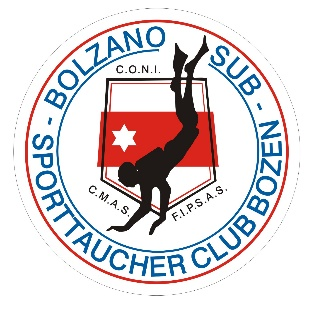 - BOLZANO SUB -
SPORTTAUCHER CLUB BOZEN
C.O.N.I.
C.M.A.S.
F.I.P.S.A.S.